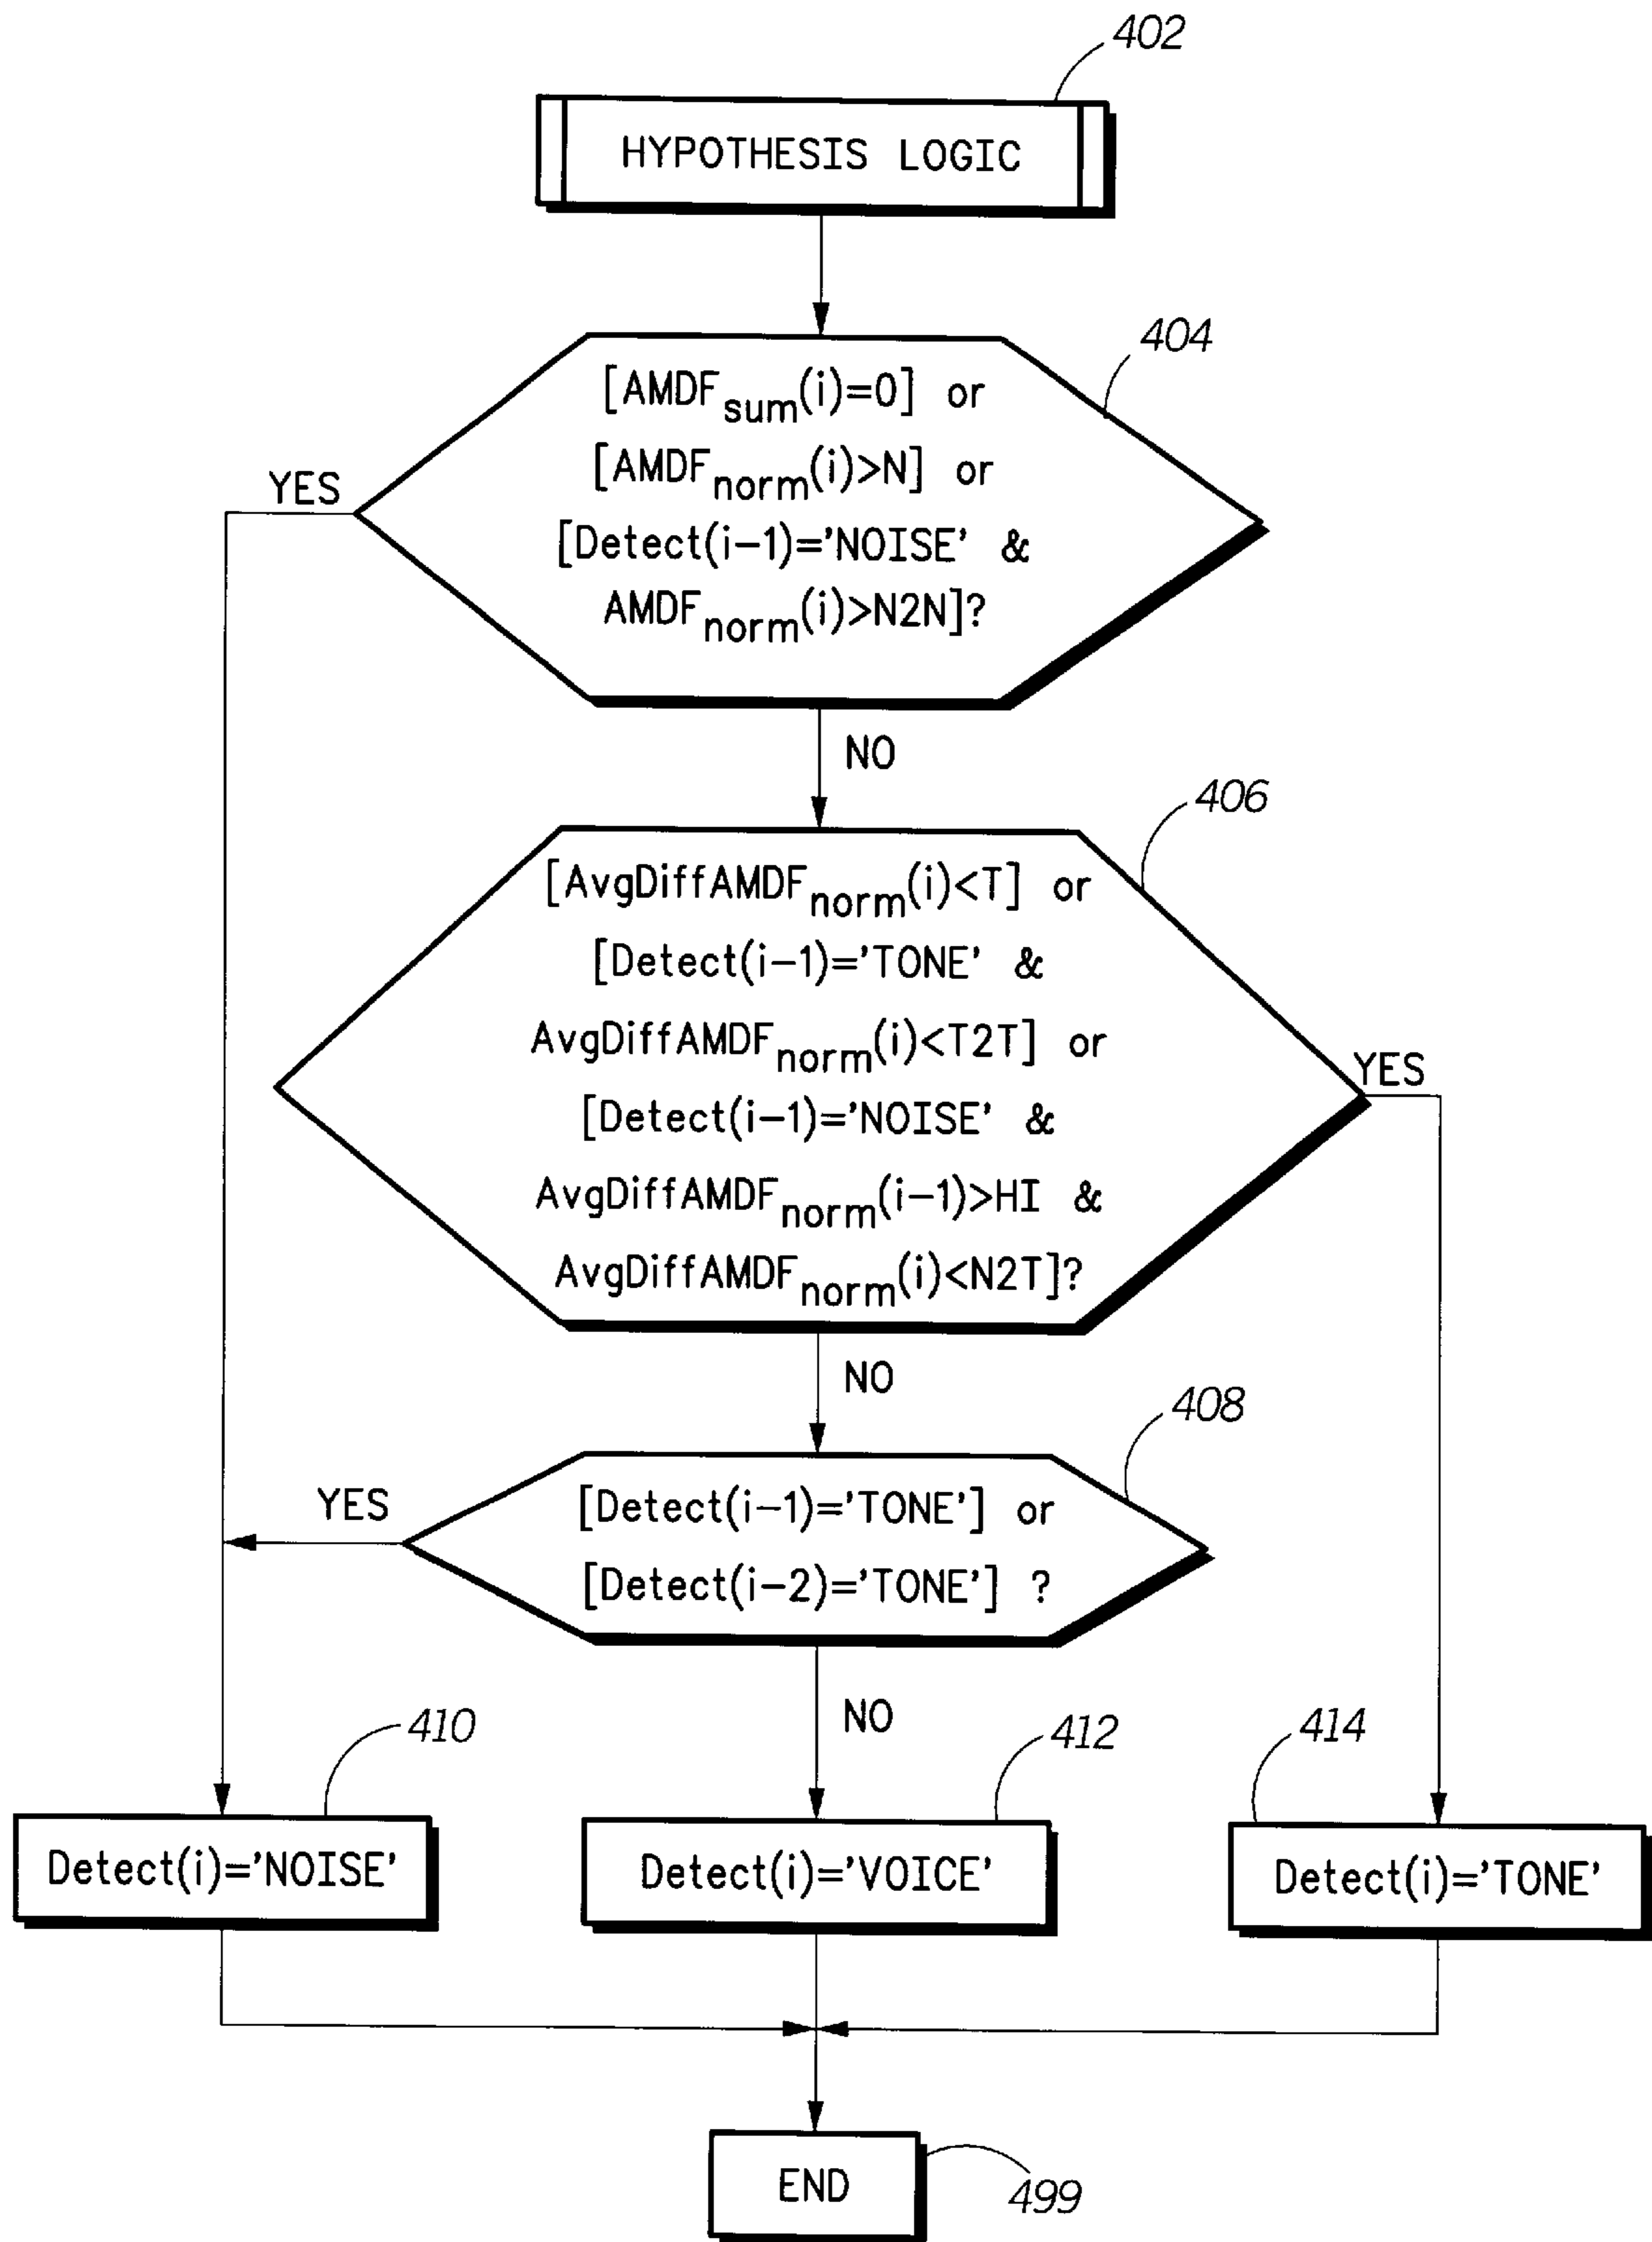 402
HYPOTHESIS LOGIC
404
[AMDFsum(i)=0] or
[AMDFnorm(i)>N] or
[Detect(i-1)='NOISE' &
AMDFnorm(i)>N2N]?
YES
NO
406
[AvgDiffAMDFnorm(i)<T] or
[Detect(i-1)='TONE' &
AvgDiffAMDFnorm(i)<T2T] or
[Detect(i-1)='NOISE' &
AvgDiffAMDFnorm(i-1)>HI &
AvgDiffAMDFnorm(i)<N2T]?
YES
NO
408
[Detect(i-1)='TONE'] or
[Detect(i-2)='TONE'] ?
YES
NO
410
Detect(i)='NOISE'
412
Detect(i)='VOICE'
414
Detect(i)='TONE'
END
499